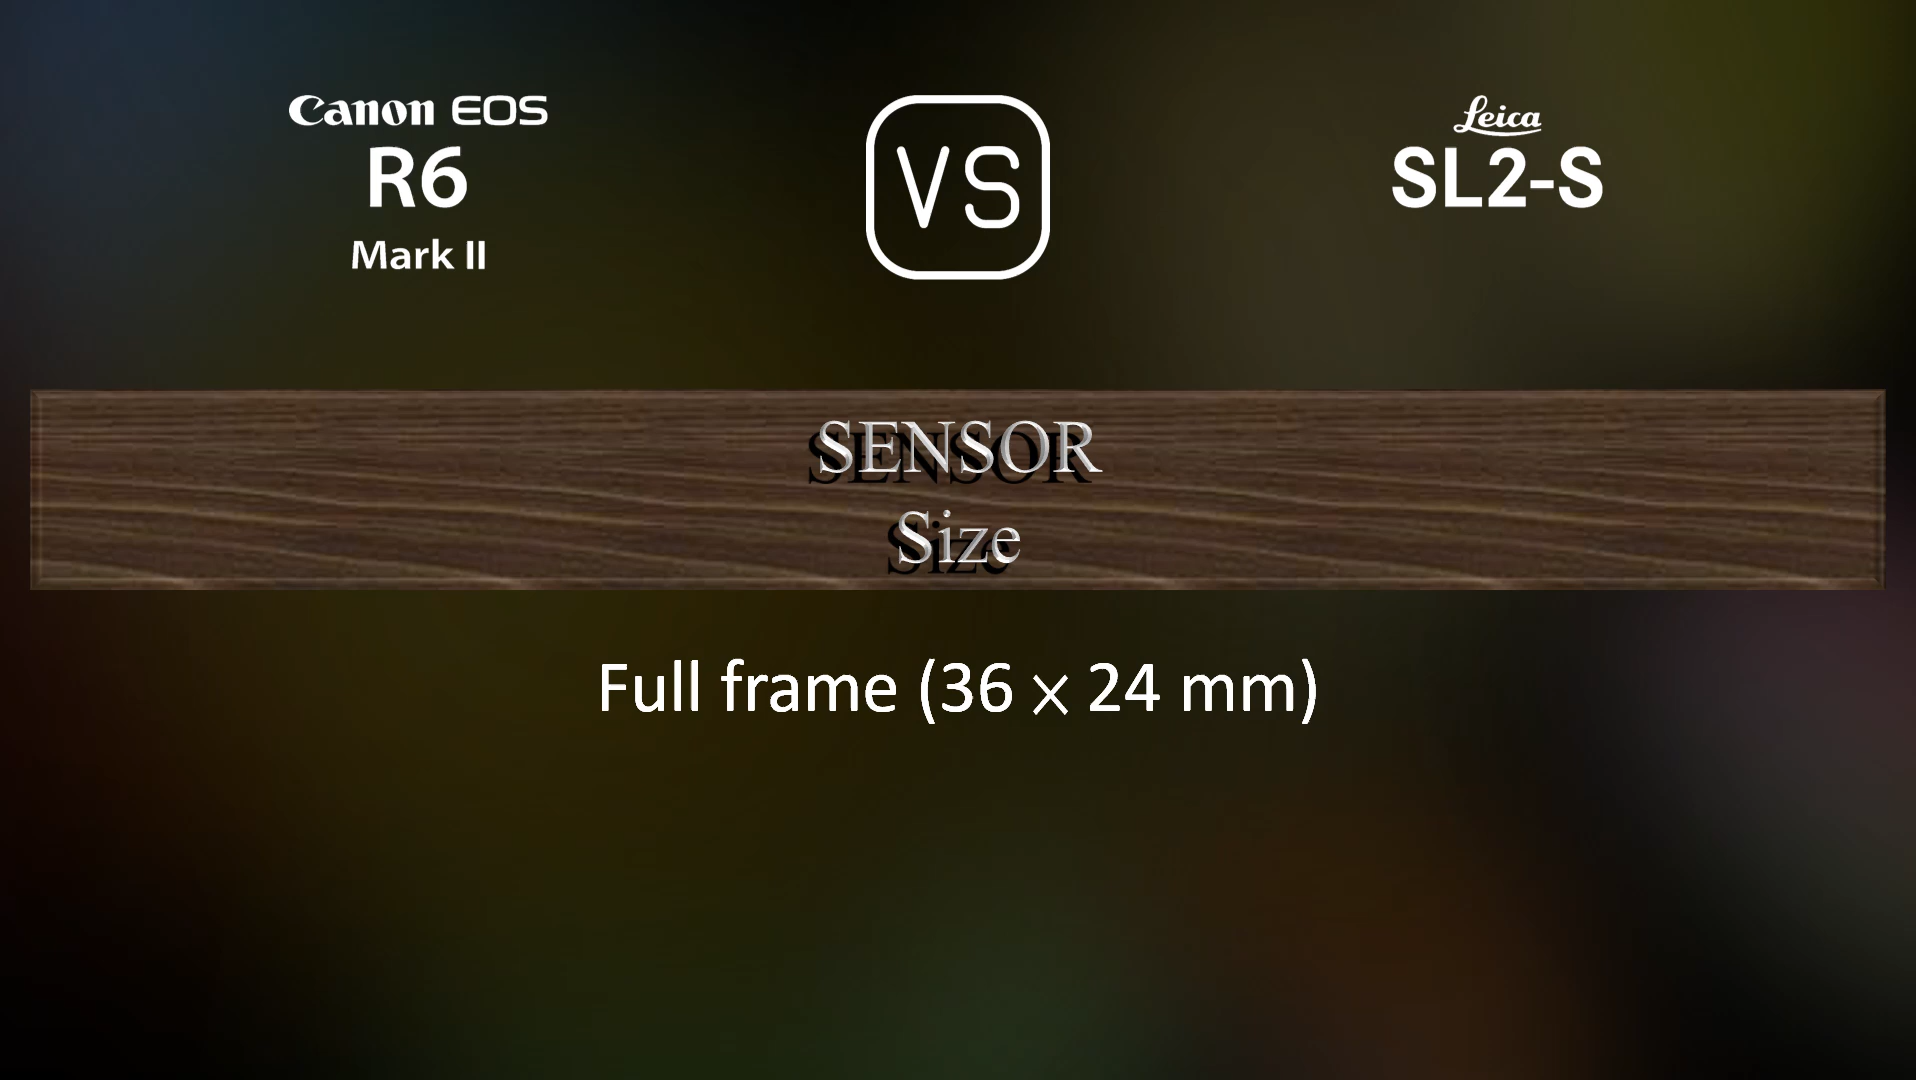 Canon EOS
R6
Mark II
VS
Leica
SL2-S
SENSOR
Size
Full frame (36 x 24 mm)